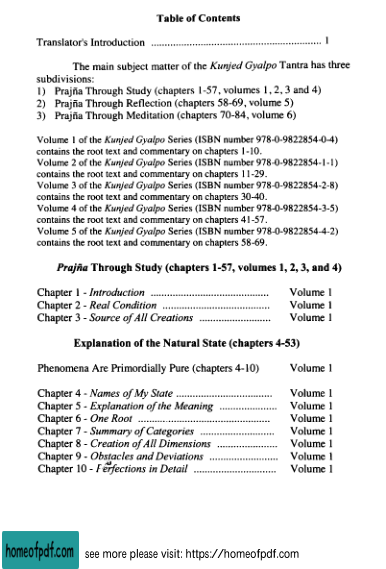 Table of Contents
Translator's Introduction ............................................................ 1
The main subject matter of the Kunjed Gyalpo Tantra has three
subdivisions:
1) Prajña Through Study (chapters 1-57, volumes 1, 2, 3 and 4)
2) Prajña Through Reflection (chapters 58-69, volume 5)
3) Prajña Through Meditation (chapters 70-84, volume 6)
Volume 1 of the Kunjed Gyalpo Series (ISBN number 978-0-9822854-0-4)
contains the root text and commentary on chapters 1-10.
Volume 2 of the Kunjed Gyalpo Series (ISBN number 978-0-9822854-1-1)
contains the root text and commentary on chapters 11-29.
Volume 3 of the Kunjed Gyalpo Series (ISBN number 978-0-9822854-2-8)
contains the root text and commentary on chapters 30-40.
Volume 4 of the Kunjed Gyalpo Series (ISBN number 978-0-9822854-3-5)
contains the root text and commentary on chapters 41-57.
Volume 5 of the Kunjed Gyalpo Series (ISBN number 978-0-9822854-4-2)
contains the root text and commentary on chapters 58-69.
Prajña Through Study (chapters 1-57, volumes 1, 2, 3, and 4)
Chapter 1 - Introduction .......................................... Volume 1
Chapter 2 - Real Condition ...................................... Volume 1
Chapter 3 - Source of All Creations ......................... Volume 1
Explanation of the Natural State (chapters 4-53)
Phenomena Are Primordially Pure (chapters 4-10) Volume 1
Chapter 4 - Names of My State .................................. Volume 1
Chapter 5 - Explanation of the Meaning ..................... Volume 1
Chapter 6 - One Root ............................................... Volume 1
Chapter 7 - Summary of Categories .......................... Volume 1
Chapter 8 - Creation of All Dimensions ..................... Volume 1
Chapter 9 - Obstacles and Deviations ........................ Volume 1
Chapter 10 - Perfections in Detail ............................. Volume 1
homeofpdf.com see more please visit: https://homeofpdf.com